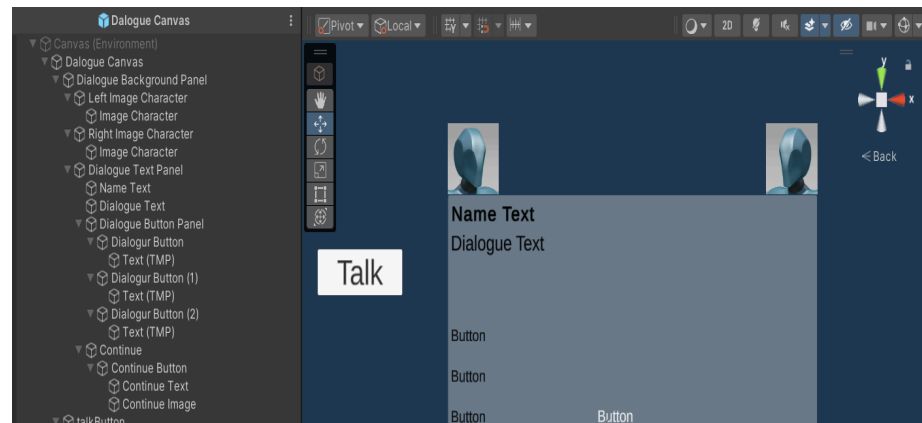 Dalogue Canvas
Pivot
Local
2D
Canvas (Environment)
Dalogue Canvas
Dialogue Background Panel
Left Image Character
Image Character
Right Image Character
Image Character
Dialogue Text Panel
Name Text
Dialogue Text
Dialogue Button Panel
Dialogur Button
Text (TMP)
Dialogur Button (1)
Text (TMP)
Dialogur Button (2)
Text (TMP)
Continue
Continue Button
Continue Text
Continue Image
talkButton
y
x
Back
Name Text
Dialogue Text
Talk
Button
Button
Button Button